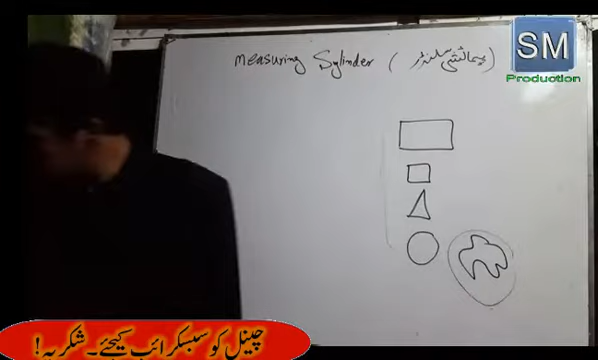 Measuring Sylinder (پیمائشی سلنڈر)
SM
Production
چینل کو سبسکرائب کیجئے۔ شکریہ!